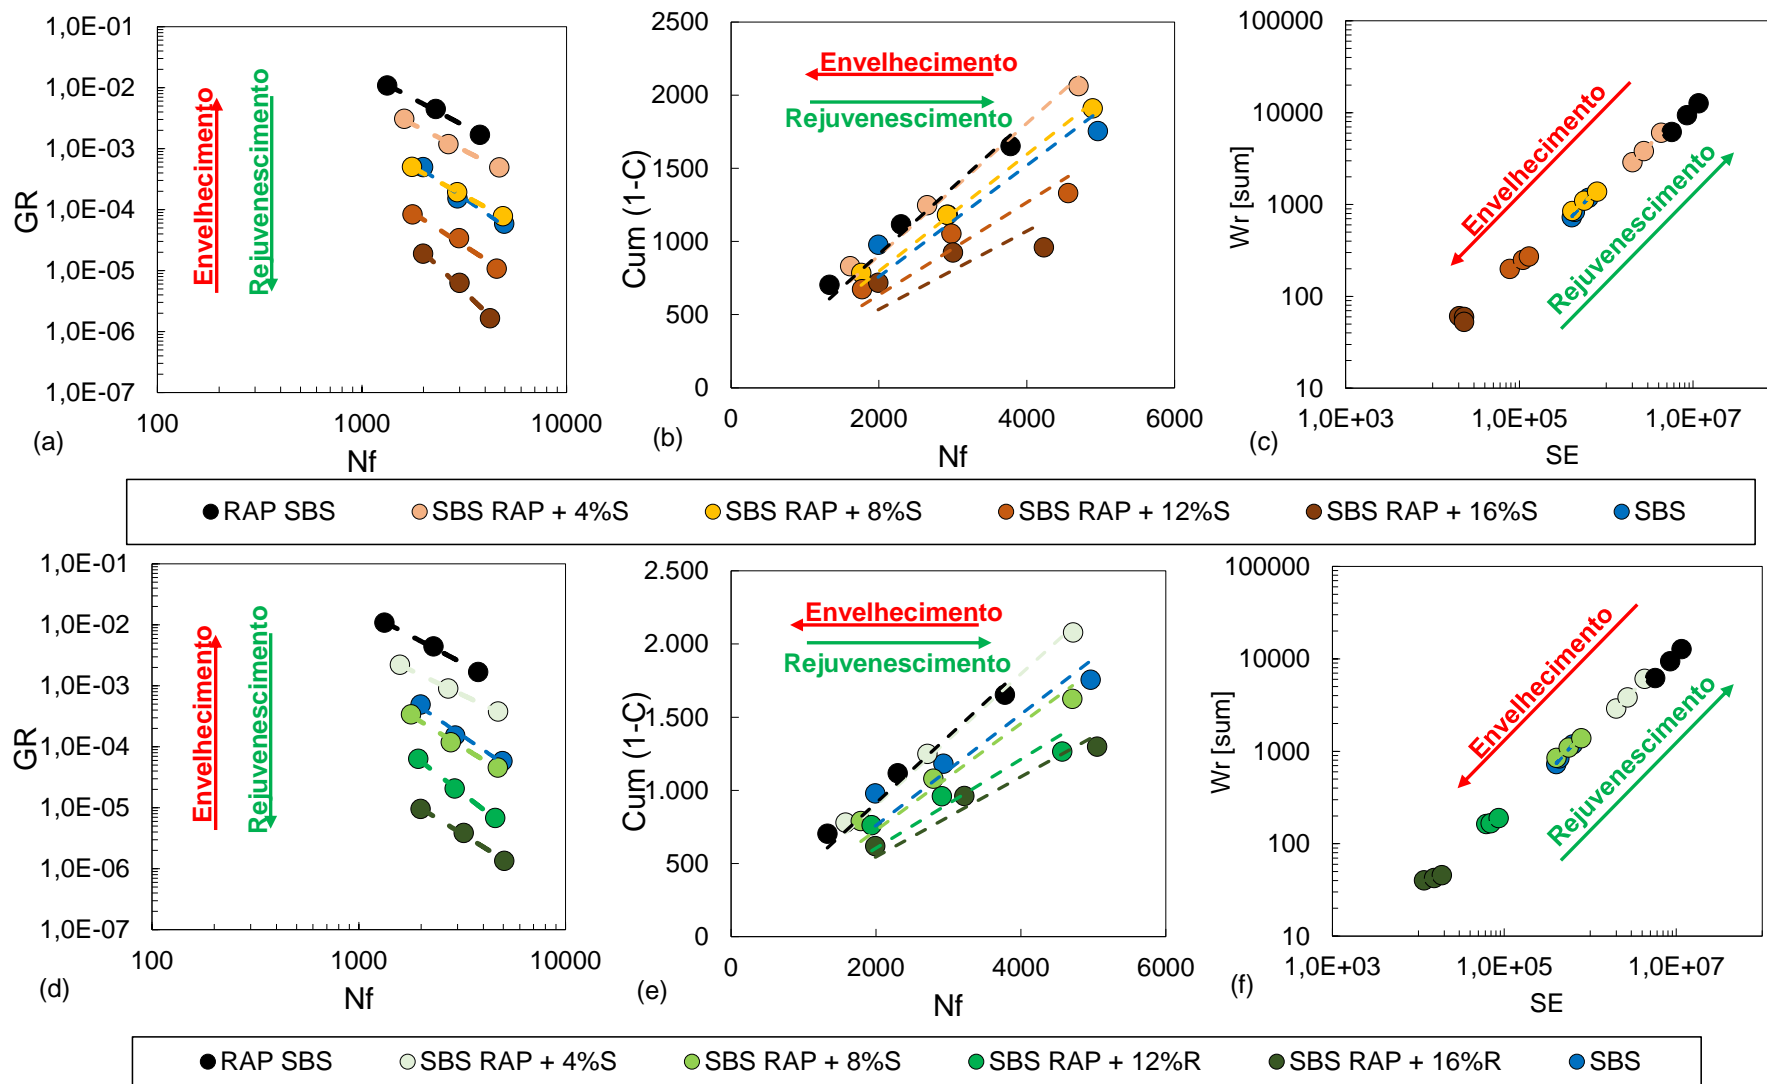 1,0E-01
1,0E-02
1,0E-03
1,0E-04
1,0E-05
1,0E-06
1,0E-07
GR
Envelhecimento
Rejuvenescimento
100
1000
10000
Nf
(a)
2500
2000
1500
1000
500
0
Cum (1-C)
Envelhecimento
Rejuvenescimento
0
2000
4000
6000
Nf
(b)
100000
10000
1000
100
10
Wr [sum]
Envelhecimento
Rejuvenescimento
1,0E+03
1,0E+05
1,0E+07
SE
(c)
RAP SBS
SBS RAP + 4%S
SBS RAP + 8%S
SBS RAP + 12%S
SBS RAP + 16%S
SBS
1,0E-01
1,0E-02
1,0E-03
1,0E-04
1,0E-05
1,0E-06
1,0E-07
GR
Envelhecimento
Rejuvenescimento
100
1000
10000
Nf
(d)
2.500
2.000
1.500
1.000
500
0
Cum (1-C)
Envelhecimento
Rejuvenescimento
0
2000
4000
6000
Nf
(e)
100000
10000
1000
100
10
Wr [sum]
Envelhecimento
Rejuvenescimento
1,0E+03
1,0E+05
1,0E+07
SE
(f)
RAP SBS
SBS RAP + 4%S
SBS RAP + 8%S
SBS RAP + 12%R
SBS RAP + 16%R
SBS